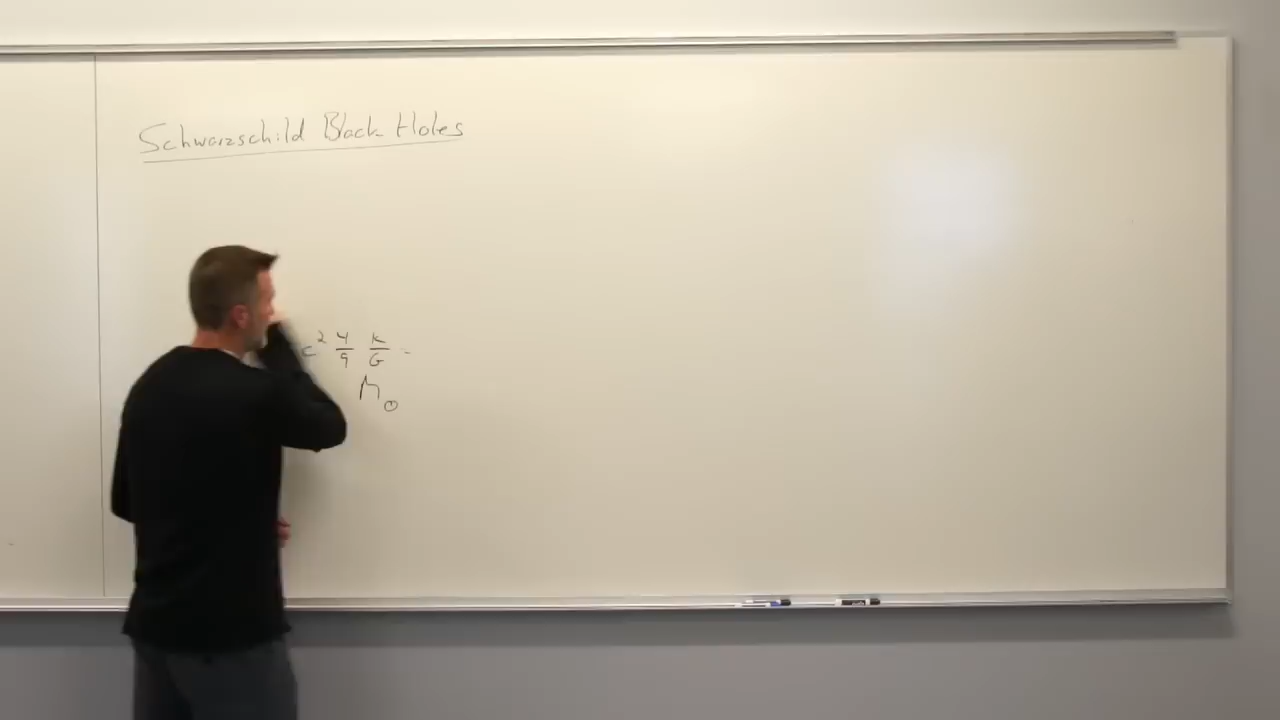 Schwarzschild Black Holes
c² 4/9 k/G -
M⊙